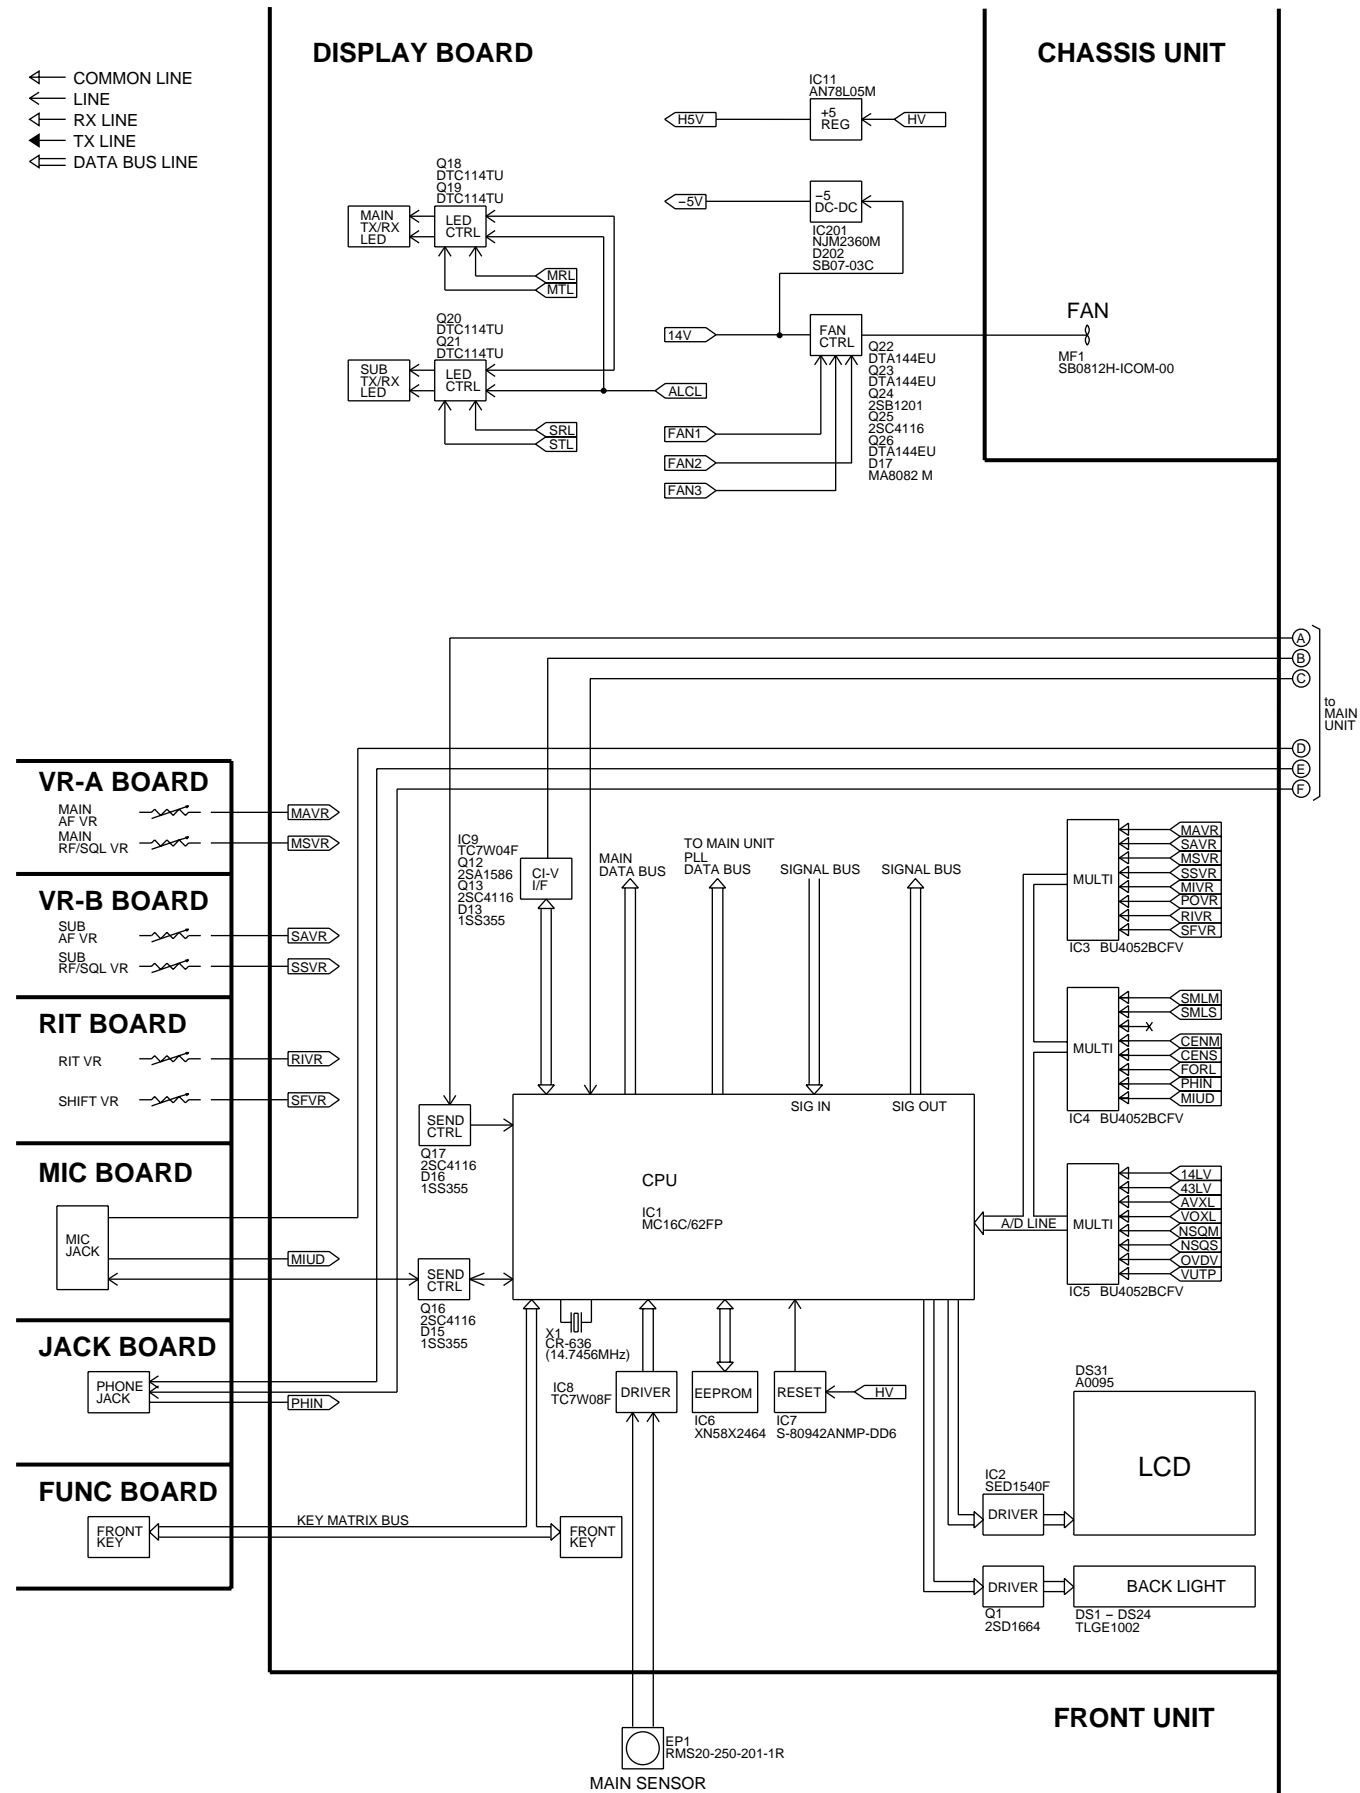 DISPLAY BOARD
CHASSIS UNIT
COMMON LINE
LINE
RX LINE
TX LINE
DATA BUS LINE
IC11
AN78L05M
+5
REG
H5V
HV
Q18
DTC114TU
Q19
DTC114TU
MAIN
TX/RX
LED
LED
CTRL
MRL
MTL
−5V
−5
DC-DC
IC201
NJM2360M
D202
SB07-03C
Q20
DTC114TU
Q21
DTC114TU
SUB
TX/RX
LED
LED
CTRL
SRL
STL
ALCL
14V
FAN
CTRL
FAN1
FAN2
FAN3
Q22
DTA144EU
Q23
DTA144EU
Q24
2SB1201
Q25
2SC4116
Q26
DTA144EU
D17
MA8082 M
FAN
MF1
SB0812H-ICOM-00
A
B
C
D
E
F
to
MAIN
UNIT
VR-A BOARD
MAIN
AF VR
MAVR
MAIN
RF/SQL VR
MSVR
VR-B BOARD
SUB
AF VR
SAVR
SUB
RF/SQL VR
SSVR
RIT BOARD
RIT VR
RIVR
SHIFT VR
SFVR
MIC BOARD
MIC
JACK
MIUD
JACK BOARD
PHONE
JACK
PHIN
FUNC BOARD
FRONT
KEY
KEY MATRIX BUS
FRONT
KEY
IC9
TC7W04F
Q12
2SA1586
Q13
2SC4116
D13
1SS355
CI-V
I/F
MAIN
DATA BUS
TO MAIN UNIT
PLL
DATA BUS
SIGNAL BUS
SIGNAL BUS
SIG IN
SIG OUT
SEND
CTRL
Q17
2SC4116
D16
1SS355
CPU
IC1
MC16C/62FP
A/D LINE
SEND
CTRL
Q16
2SC4116
D15
1SS355
X1
CR-636
(14.7456MHz)
IC8
TC7W08F
DRIVER
EEPROM
IC6
XN58X2464
RESET
IC7
S-80942ANMP-DD6
HV
MULTI
MAVR
SAVR
MSVR
SSVR
MIVR
POVR
RIVR
SFVR
IC3 BU4052BCFV
MULTI
SMLM
SMLS
CENM
CENS
FORL
PHIN
MIUD
IC4 BU4052BCFV
MULTI
14LV
43LV
AVXL
VOXL
NSQM
NSQS
OVDV
VUTP
IC5 BU4052BCFV
DS31
A0095
LCD
IC2
SED1540F
DRIVER
DRIVER
Q1
2SD1664
BACK LIGHT
DS1 − DS24
TLGE1002
FRONT UNIT
EP1
RMS20-250-201-1R
MAIN SENSOR